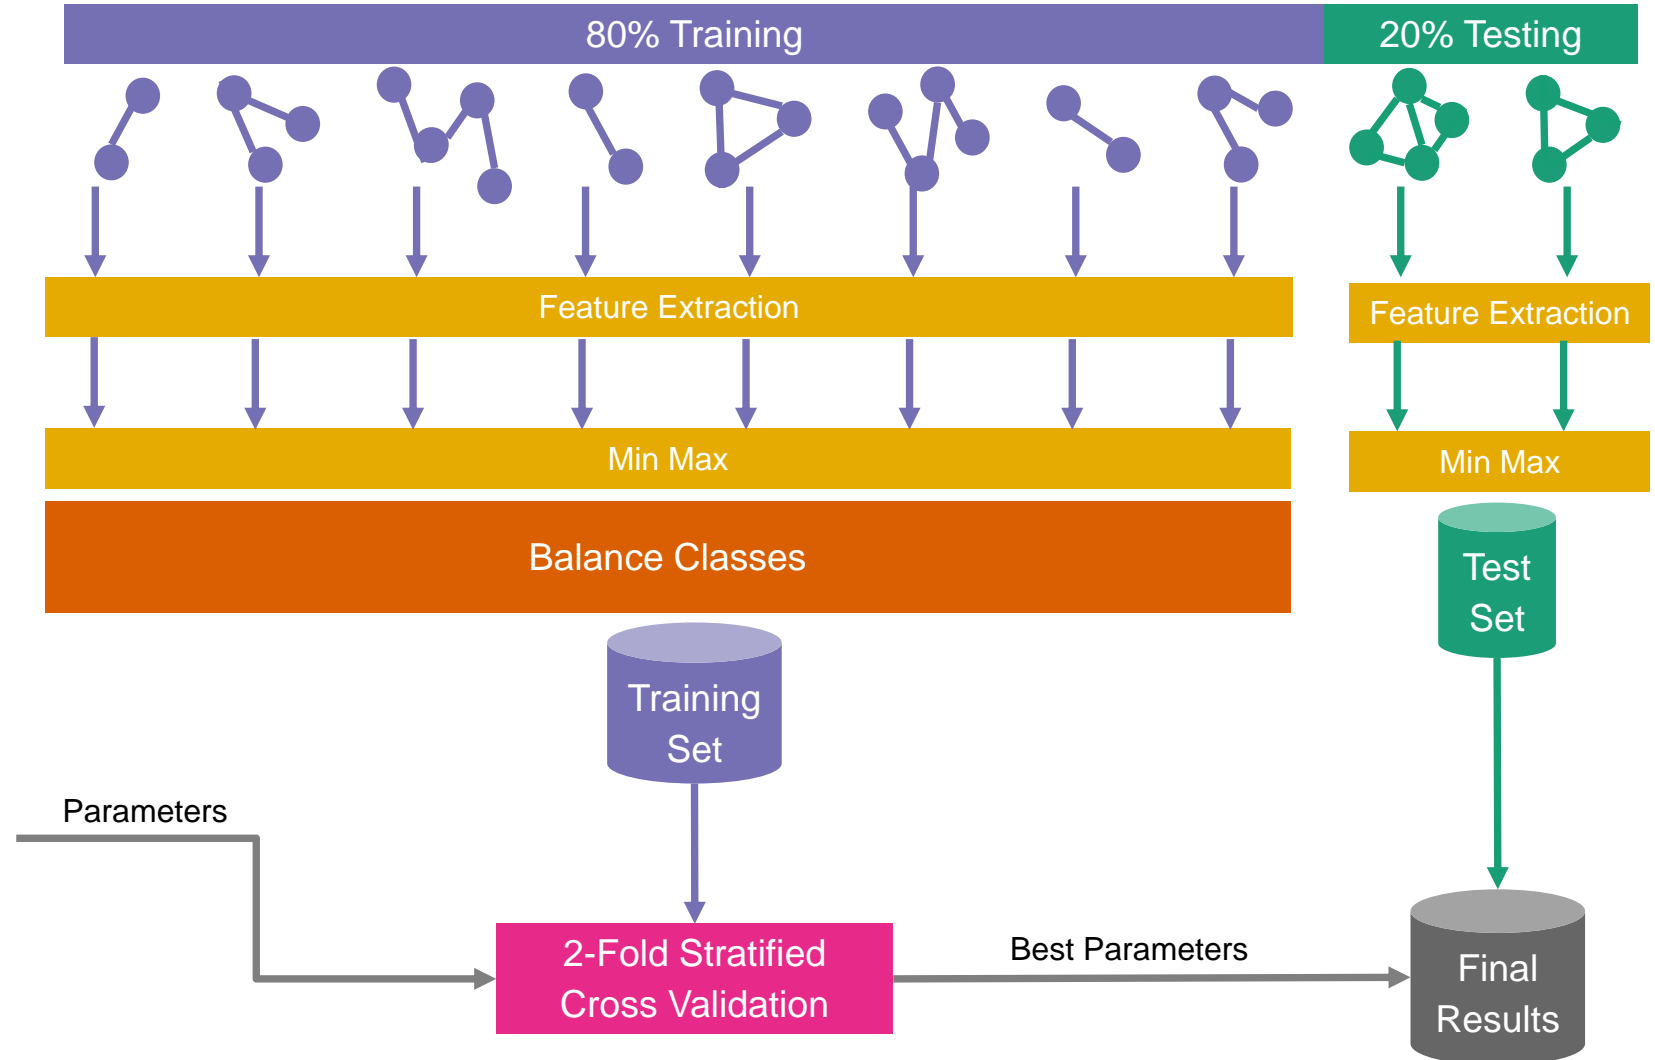 80% Training
20% Testing
Feature Extraction
Feature Extraction
Min Max
Min Max
Balance Classes
Test
Set
Training
Set
Parameters
2-Fold Stratified
Cross Validation
Best Parameters
Final
Results